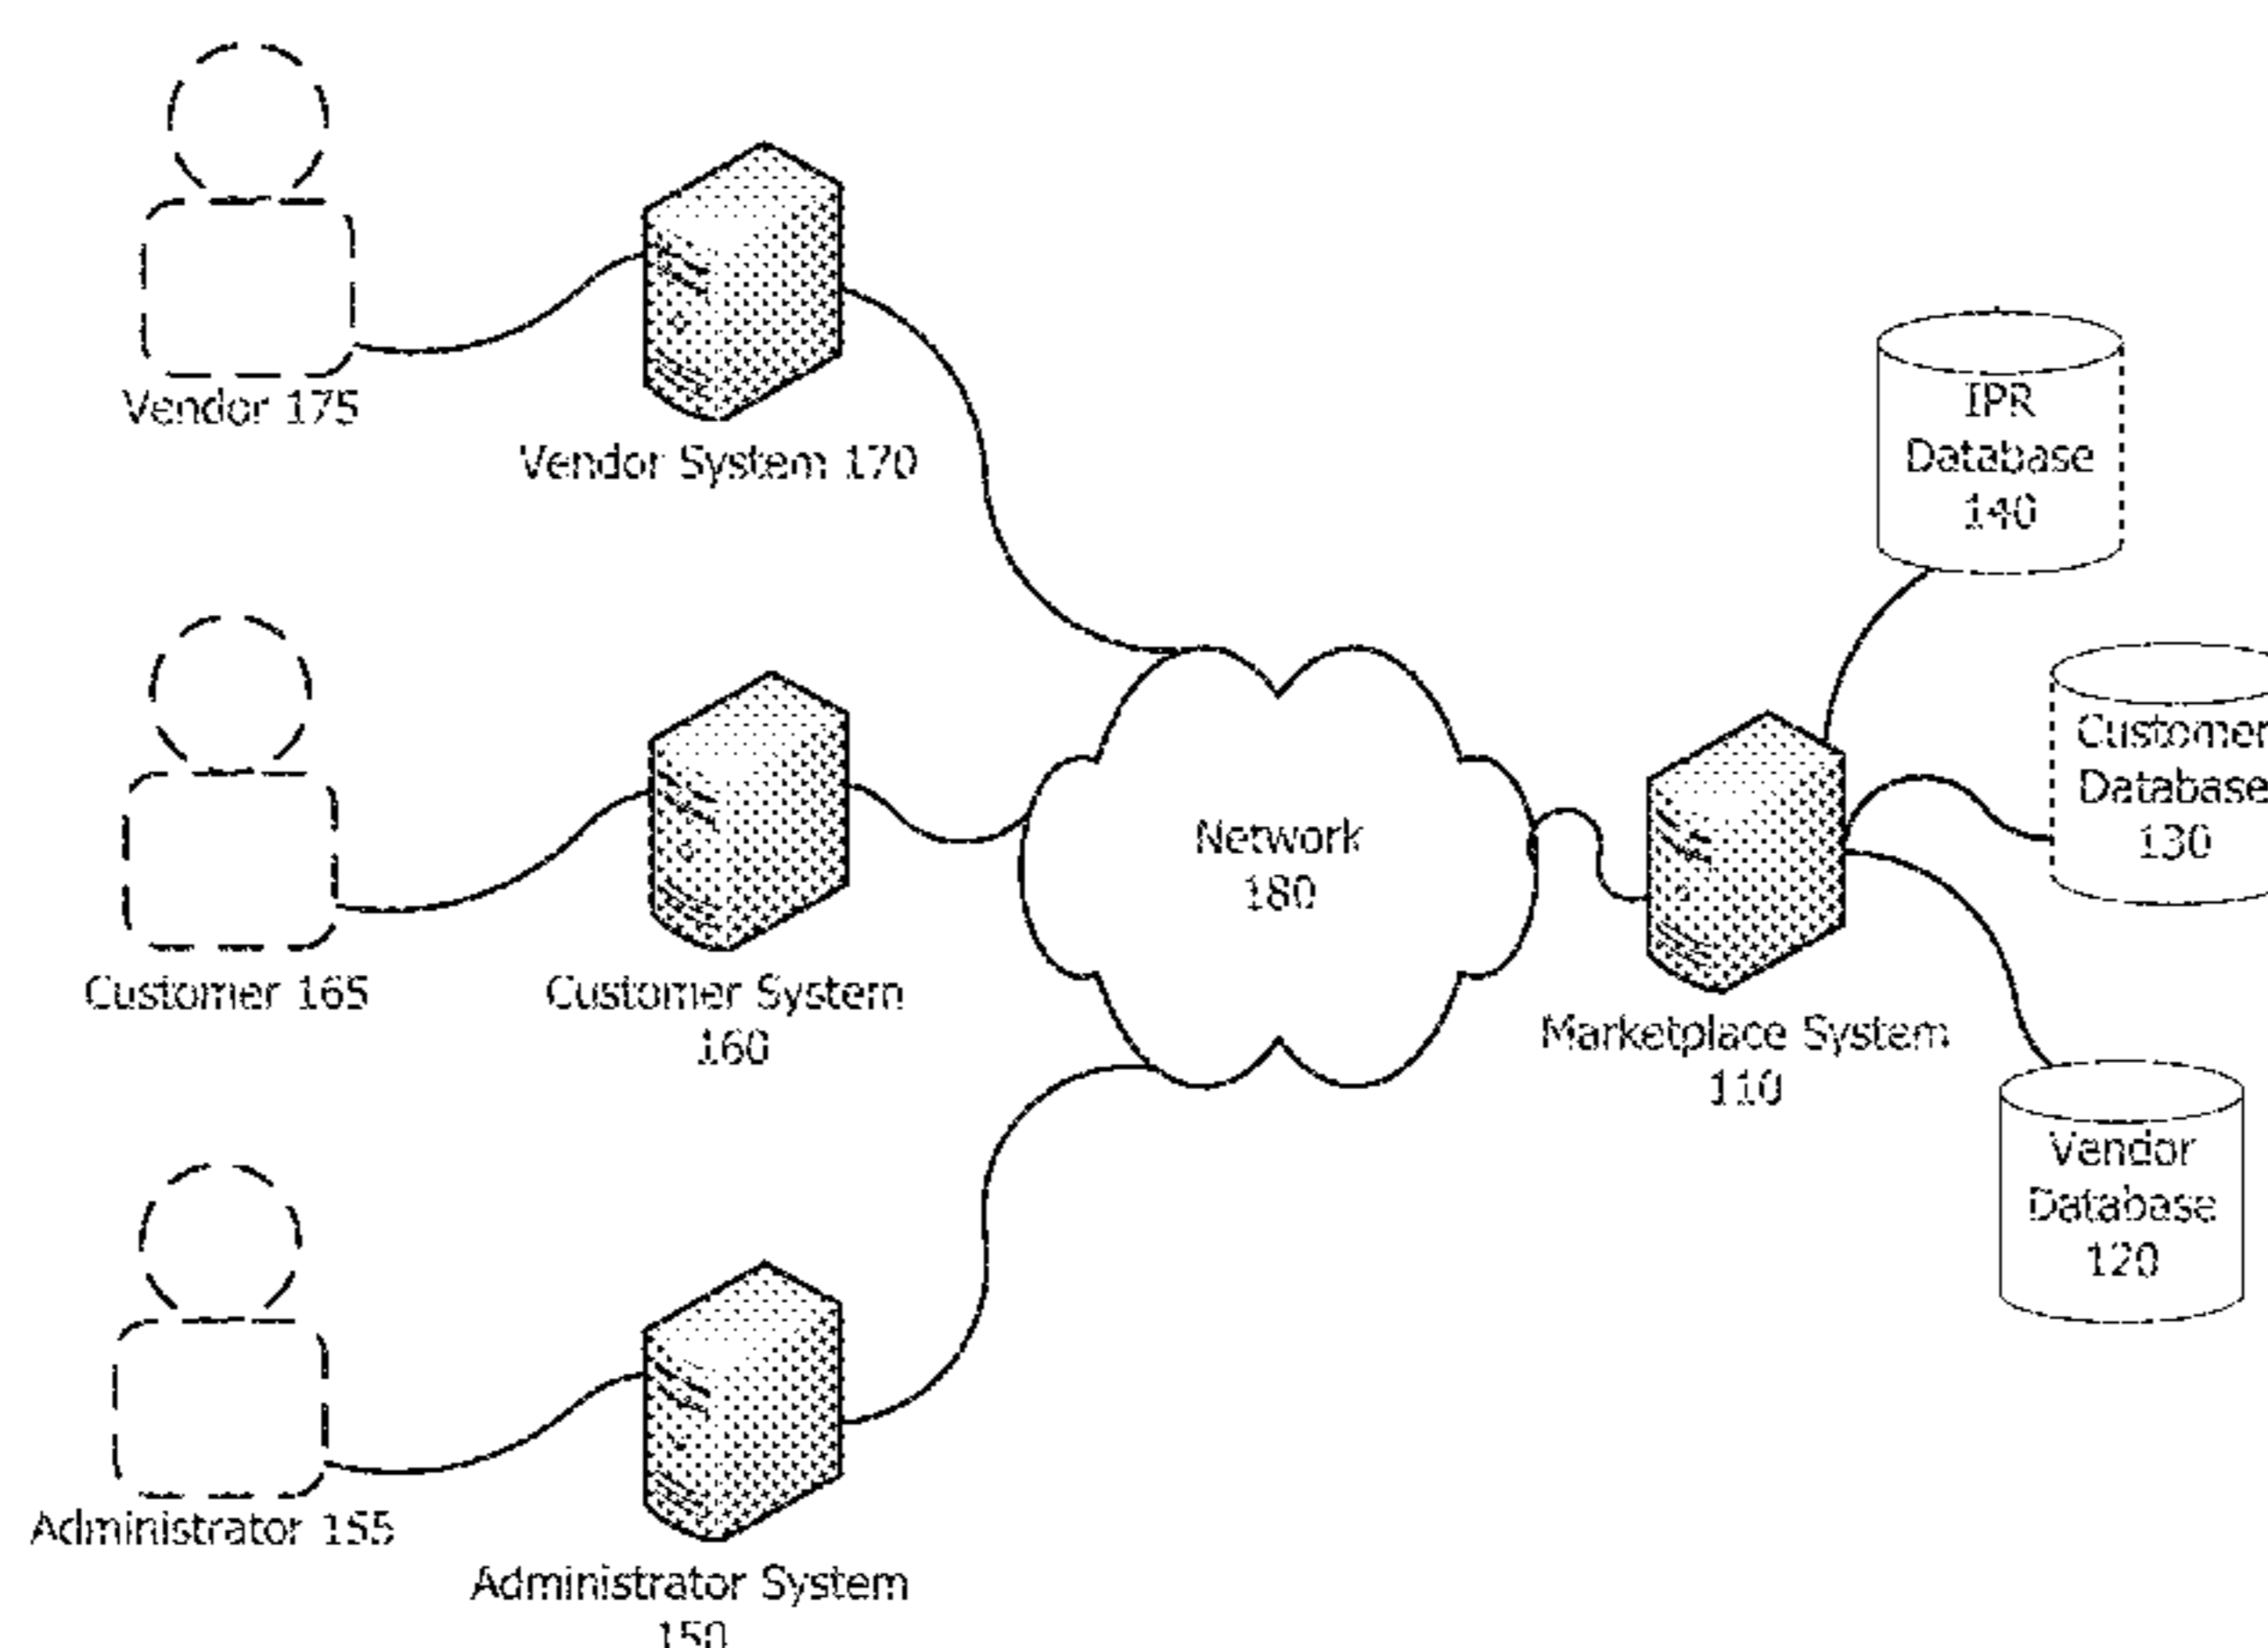 Vendor 175
Vendor System 170
IPR
Database
140
Customer 165
Customer System
160
Network
180
Marketplace System
110
Customer
Database
130
Vendor
Database
120
Administrator 155
Administrator System
150